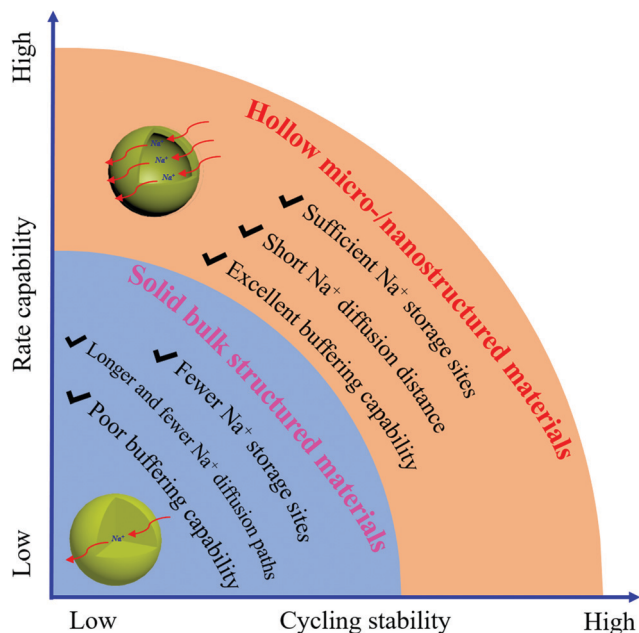 High
Rate capability
Low
Hollow micro-/nanostructured materials
Sufficient Na⁺ storage sites
Short Na⁺ diffusion distance
Excellent buffering capability
Na⁺
Na⁺
Na⁺
Solid bulk structured materials
Fewer Na⁺ storage sites
Longer and fewer Na⁺ diffusion paths
Poor buffering capability
Na⁺
Low
Cycling stability
High